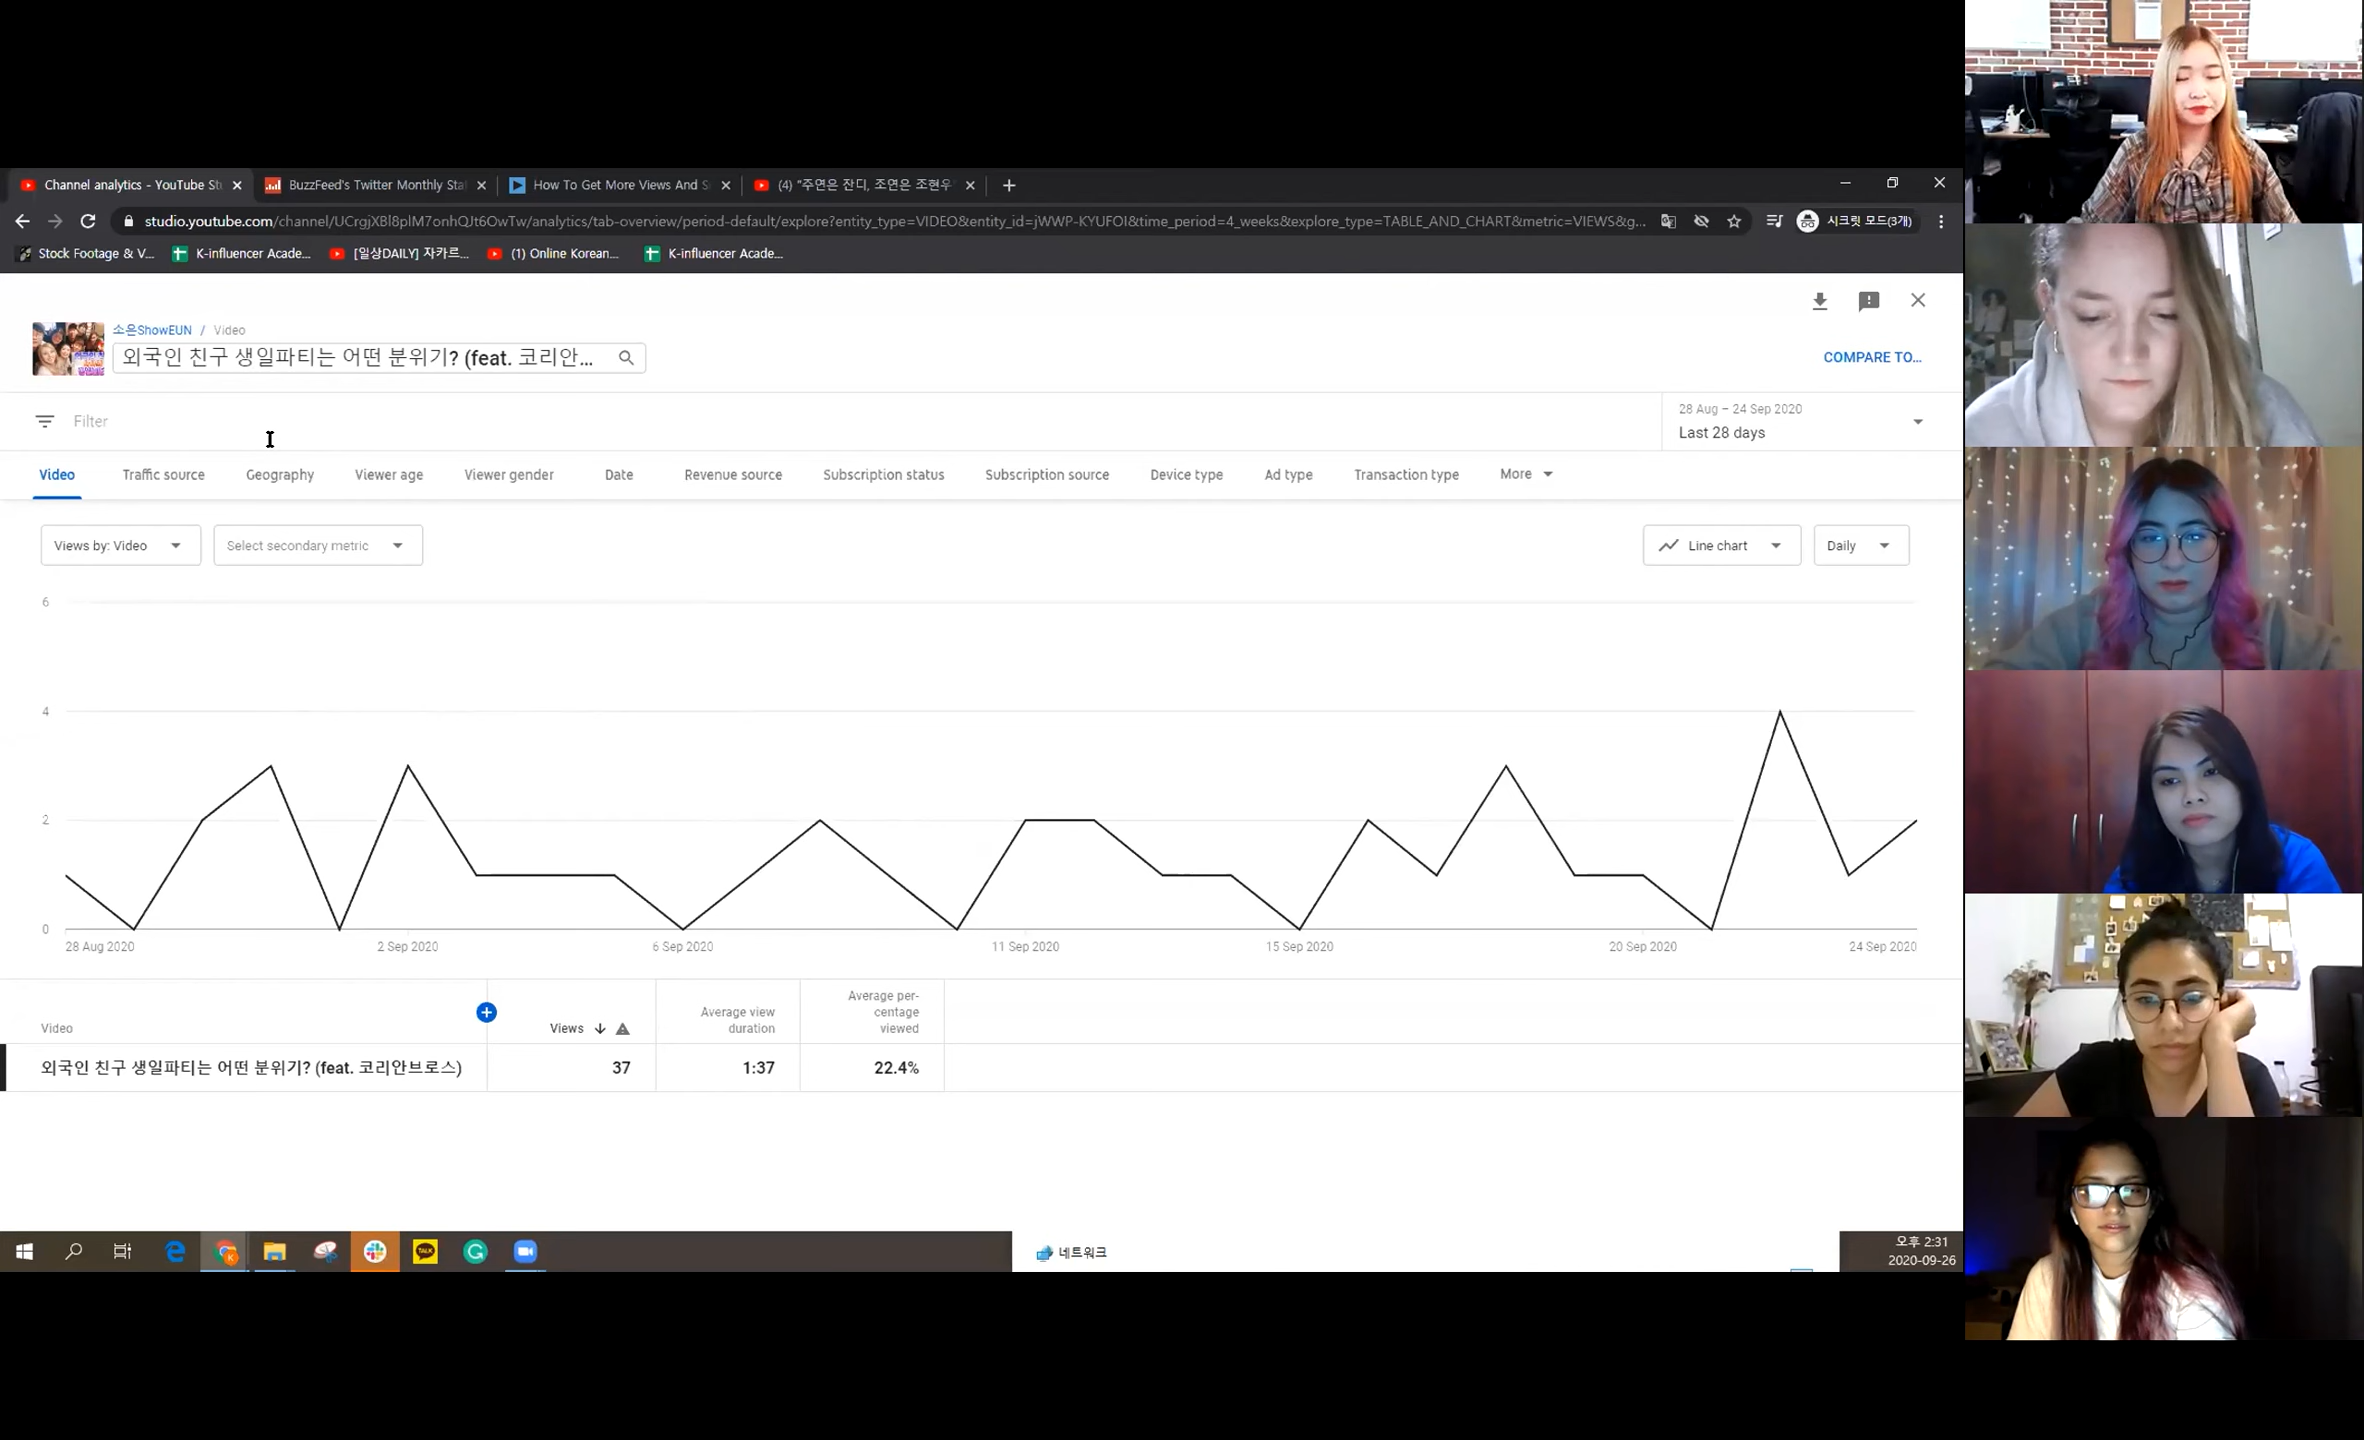 Channel analytics - YouTube St
BuzzFeed's Twitter Monthly Sta
How To Get More Views And S
(4) "주연은 잔디, 조연은 조현우"
studio.youtube.com/channel/UCrgjXBl8plM7onhQJt6OwTw/analytics/tab-overview/period-default/explore?entity_type=VIDEO&entity_id=jWWP-KYUFOI&time_period=4_weeks&explore_type=TABLE_AND_CHART&metric=VIEWS&g...
시크릿 모드(3개)
Stock Footage & V...
K-influencer Acade...
[일상DAILY] 자카르...
(1) Online Korean...
K-influencer Acade...
소은ShowEUN / Video
외국인 친구 생일파티는 어떤 분위기? (feat. 코리안...
COMPARE TO...
Filter
28 Aug – 24 Sep 2020
Last 28 days
Video Traffic source Geography Viewer age Viewer gender Date Revenue source Subscription status Subscription source Device type Ad type Transaction type More
Views by: Video
Select secondary metric
Line chart
Daily
6
4
2
0
28 Aug 2020 2 Sep 2020 6 Sep 2020 11 Sep 2020 15 Sep 2020 20 Sep 2020 24 Sep 2020
Video
Views
Average view
duration
Average per-
centage
viewed
외국인 친구 생일파티는 어떤 분위기? (feat. 코리안브로스) 37 1:37 22.4%
TALK
네트워크
오후 2:31
2020-09-26